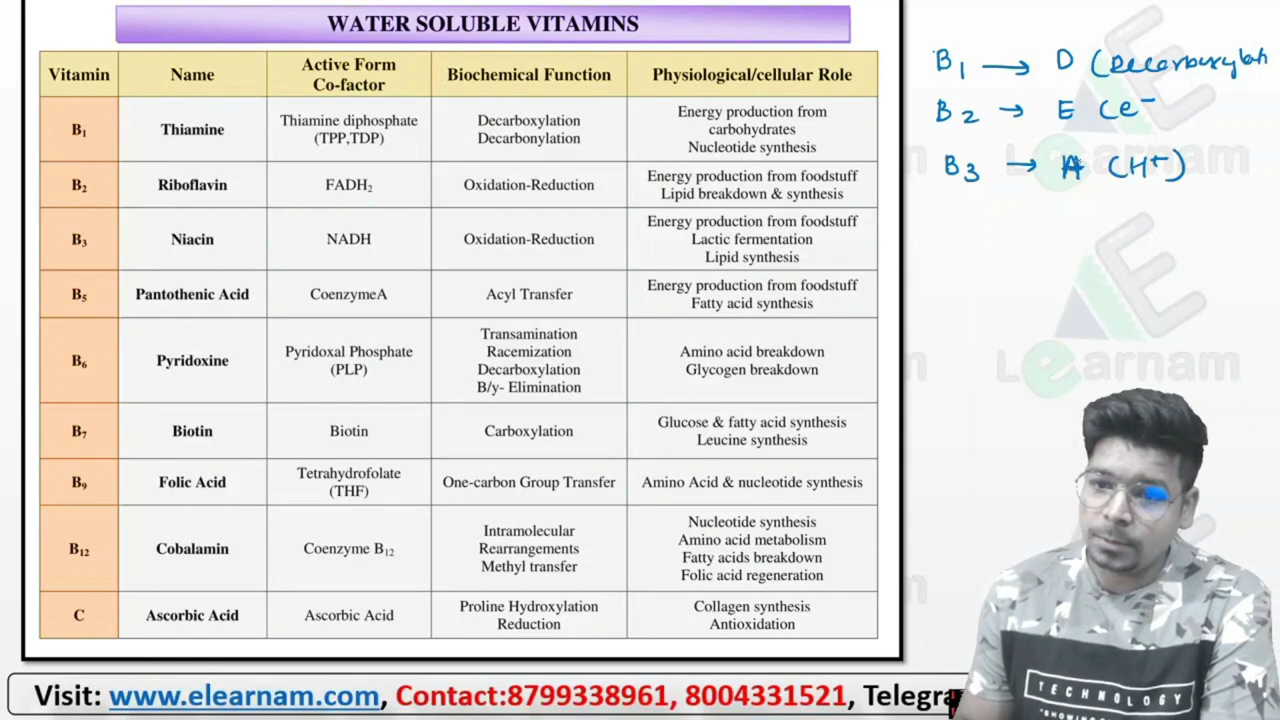 WATER SOLUBLE VITAMINS
Vitamin Name Active Form Co-factor Biochemical Function Physiological/cellular Role
B1 Thiamine Thiamine diphosphate (TPP,TDP) Decarboxylation Decarbonylation Energy production from carbohydrates Nucleotide synthesis
B2 Riboflavin FADH2 Oxidation-Reduction Energy production from foodstuff Lipid breakdown & synthesis
B3 Niacin NADH Oxidation-Reduction Energy production from foodstuff Lactic fermentation Lipid synthesis
B5 Pantothenic Acid CoenzymeA Acyl Transfer Energy production from foodstuff Fatty acid synthesis
B6 Pyridoxine Pyridoxal Phosphate (PLP) Transamination Racemization Decarboxylation B/y- Elimination Amino acid breakdown Glycogen breakdown
B7 Biotin Biotin Carboxylation Glucose & fatty acid synthesis Leucine synthesis
B9 Folic Acid Tetrahydrofolate (THF) One-carbon Group Transfer Amino Acid & nucleotide synthesis
B12 Cobalamin Coenzyme B12 Intramolecular Rearrangements Methyl transfer Nucleotide synthesis Amino acid metabolism Fatty acids breakdown Folic acid regeneration
C Ascorbic Acid Ascorbic Acid Proline Hydroxylation Reduction Collagen synthesis Antioxidation
B1 → D (Decarboxylatn
B2 → E (e-
B3 → (H+)
Learnam
Learnam
TECHNOLOGY
Visit: www.elearnam.com, Contact:8799338961, 8004331521, Telegra